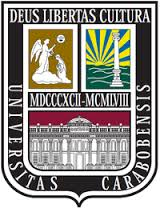 DEUS LIBERTAS CULTURA
MDCCCXCII-MCMLVIII
UNIVERSITAS
CARABOBENSIS